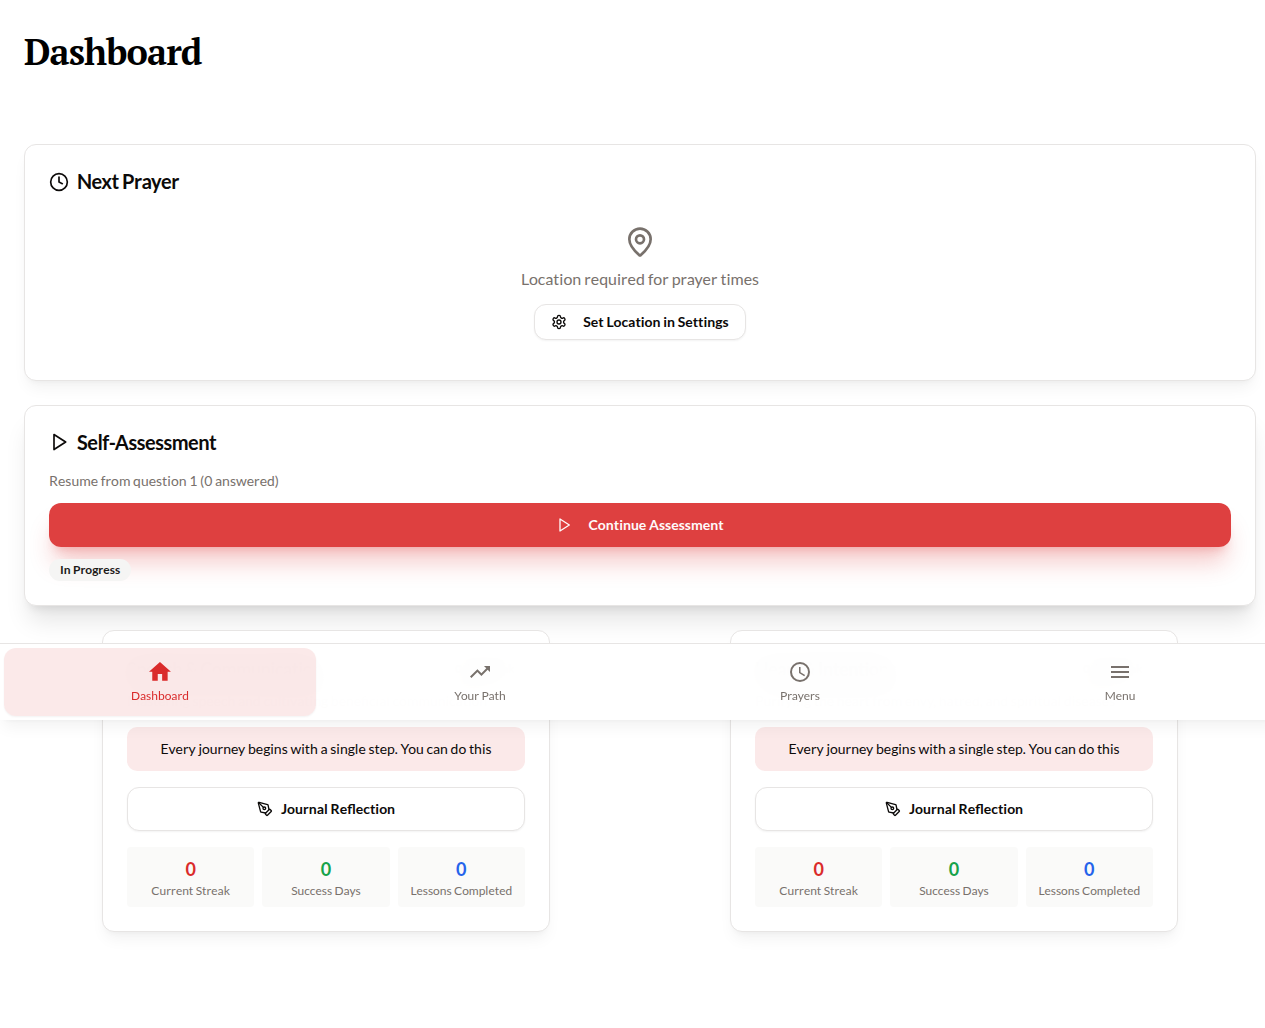 Dashboard
Next Prayer
Location required for prayer times
Set Location in Settings
Self-Assessment
Resume from question 1 (0 answered)
Continue Assessment
In Progress
Dashboard
Your Path
Prayers
Menu
Every journey begins with a single step. You can do this
Journal Reflection
0
Current Streak
0
Success Days
0
Lessons Completed
Every journey begins with a single step. You can do this
Journal Reflection
0
Current Streak
0
Success Days
0
Lessons Completed